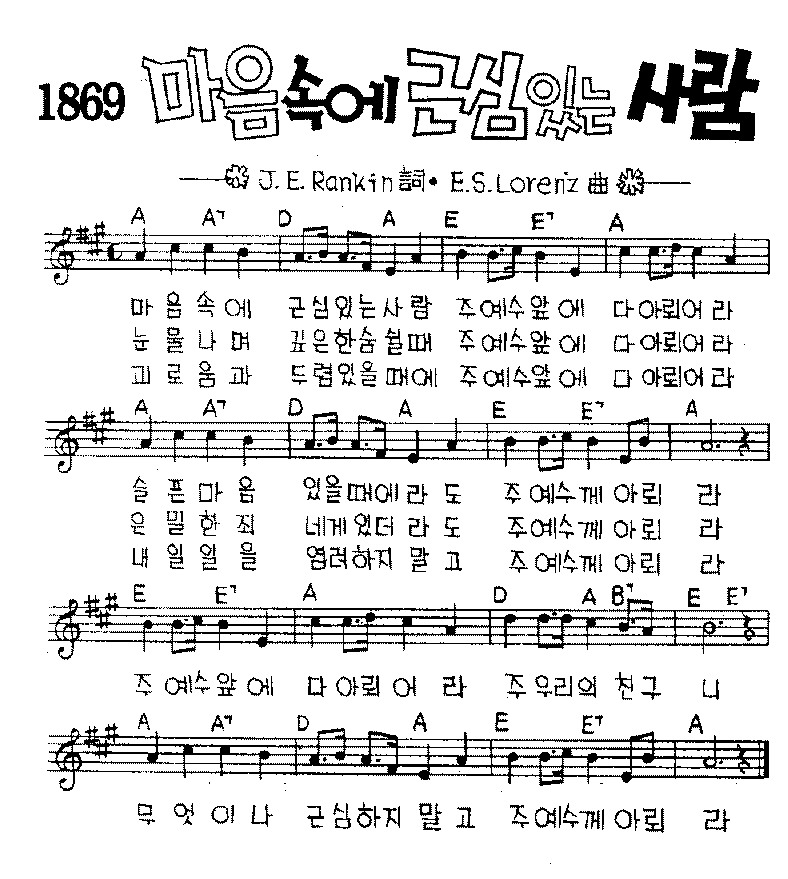 1869 마음속에 근심있는 사람
J.E.Rankin 詞 • E.S.Lorenz 曲
A A7 D A E E7 A
마음속에 근심있는사람 주예수앞에 다아뢰어라
눈물나며 깊은한숨쉴때 주예수앞에 다아뢰어라
괴로움과 두렴있을때에 주예수앞에 다아뢰어라
A A7 D A E E7 A
슬픈마음 있을때에라도 주예수께아뢰라
은밀한죄 네게있더라도 주예수께아뢰라
내일일을 염려하지말고 주예수께아뢰라
E E7 A D A B7 E E7
주예수앞에 다아뢰어라 주우리의친구니
A A7 D A E E7 A
무엇이나 근심하지말고 주예수께아뢰라